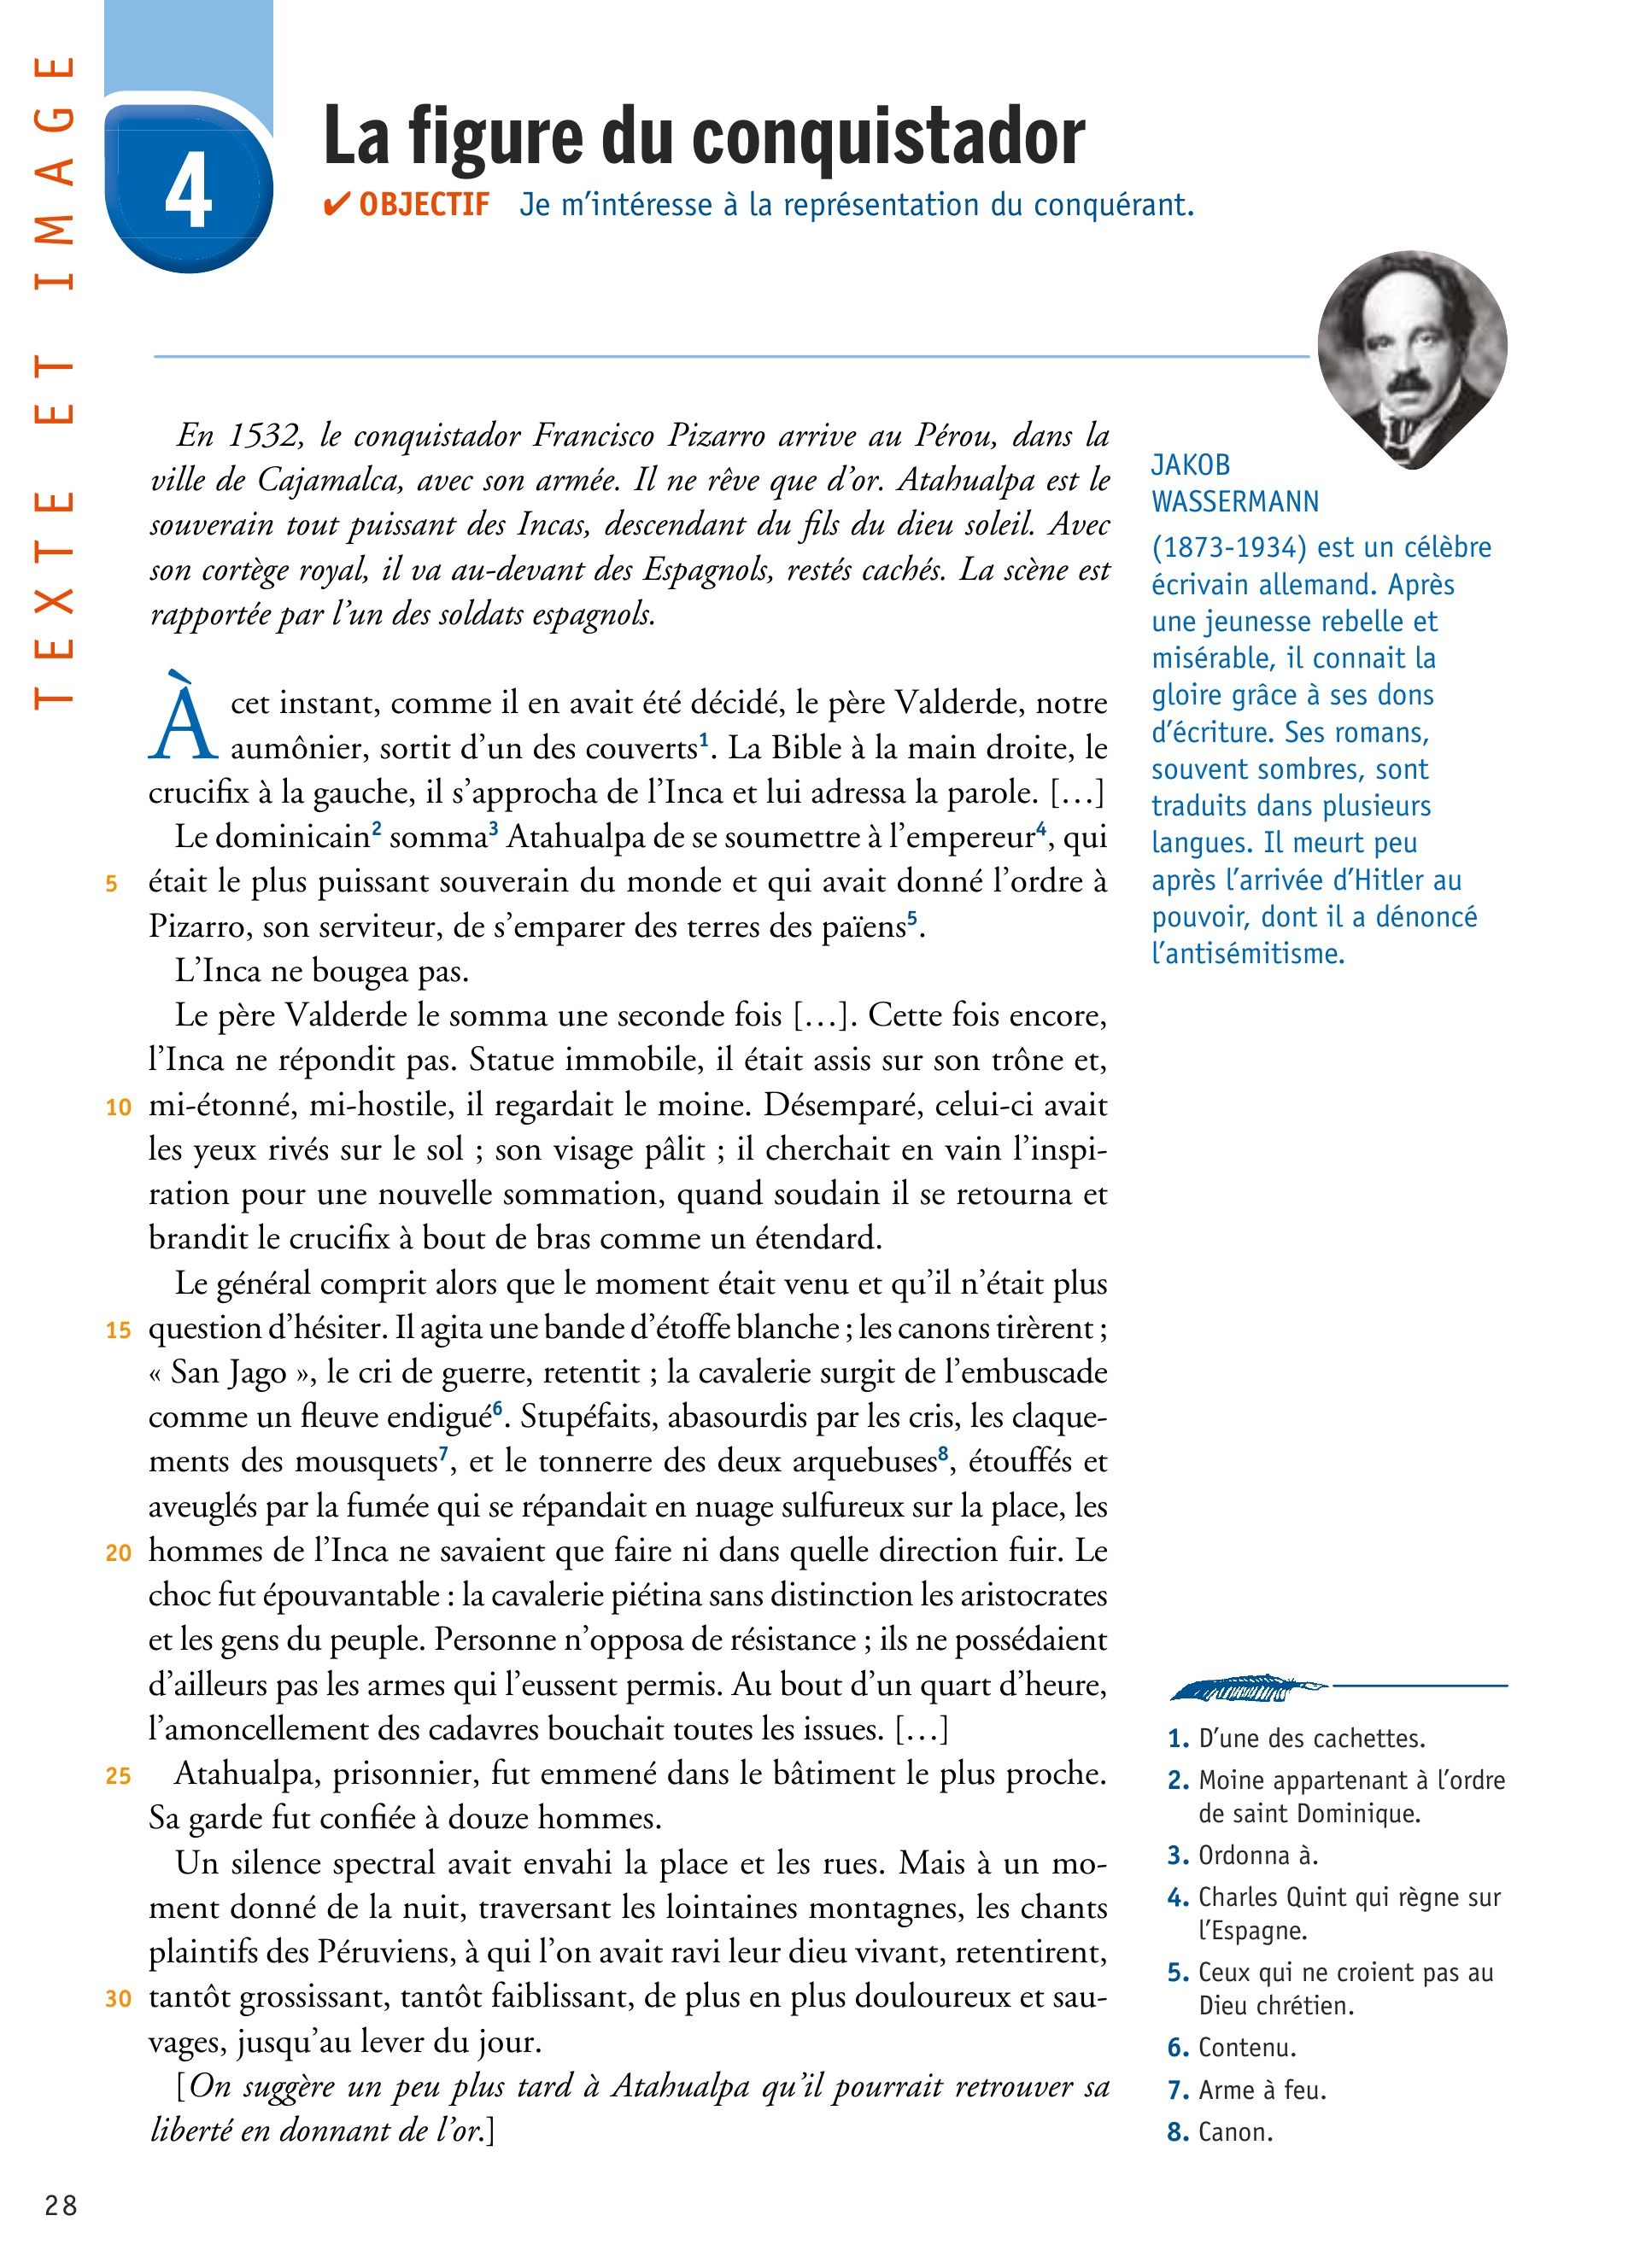 TEXTE ET IMAGE
4
La figure du conquistador
✔ OBJECTIF Je m’intéresse à la représentation du conquérant.
En 1532, le conquistador Francisco Pizarro arrive au Pérou, dans la
ville de Cajamalca, avec son armée. Il ne rêve que d’or. Atahualpa est le
souverain tout puissant des Incas, descendant du fils du dieu soleil. Avec
son cortège royal, il va au-devant des Espagnols, restés cachés. La scène est
rapportée par l’un des soldats espagnols.
À cet instant, comme il en avait été décidé, le père Valderde, notre
aumônier, sortit d’un des couverts1. La Bible à la main droite, le
crucifix à la gauche, il s’approcha de l’Inca et lui adressa la parole. […]
Le dominicain2 somma3 Atahualpa de se soumettre à l’empereur4, qui
5 était le plus puissant souverain du monde et qui avait donné l’ordre à
Pizarro, son serviteur, de s’emparer des terres des païens5.
L’Inca ne bougea pas.
Le père Valderde le somma une seconde fois […]. Cette fois encore,
l’Inca ne répondit pas. Statue immobile, il était assis sur son trône et,
10 mi-étonné, mi-hostile, il regardait le moine. Désemparé, celui-ci avait
les yeux rivés sur le sol ; son visage pâlit ; il cherchait en vain l’inspi-
ration pour une nouvelle sommation, quand soudain il se retourna et
brandit le crucifix à bout de bras comme un étendard.
Le général comprit alors que le moment était venu et qu’il n’était plus
15 question d’hésiter. Il agita une bande d’étoffe blanche ; les canons tirèrent ;
« San Jago », le cri de guerre, retentit ; la cavalerie surgit de l’embuscade
comme un fleuve endigué6. Stupéfaits, abasourdis par les cris, les claque-
ments des mousquets7, et le tonnerre des deux arquebuses8, étouffés et
aveuglés par la fumée qui se répandait en nuage sulfureux sur la place, les
20 hommes de l’Inca ne savaient que faire ni dans quelle direction fuir. Le
choc fut épouvantable : la cavalerie piétina sans distinction les aristocrates
et les gens du peuple. Personne n’opposa de résistance ; ils ne possédaient
d’ailleurs pas les armes qui l’eussent permis. Au bout d’un quart d’heure,
l’amoncellement des cadavres bouchait toutes les issues. […]
25 Atahualpa, prisonnier, fut emmené dans le bâtiment le plus proche.
Sa garde fut confiée à douze hommes.
Un silence spectral avait envahi la place et les rues. Mais à un mo-
ment donné de la nuit, traversant les lointaines montagnes, les chants
plaintifs des Péruviens, à qui l’on avait ravi leur dieu vivant, retentirent,
30 tantôt grossissant, tantôt faiblissant, de plus en plus douloureux et sau-
vages, jusqu’au lever du jour.
[On suggère un peu plus tard à Atahualpa qu’il pourrait retrouver sa
liberté en donnant de l’or.]
JAKOB
WASSERMANN
(1873-1934) est un célèbre
écrivain allemand. Après
une jeunesse rebelle et
misérable, il connait la
gloire grâce à ses dons
d’écriture. Ses romans,
souvent sombres, sont
traduits dans plusieurs
langues. Il meurt peu
après l’arrivée d’Hitler au
pouvoir, dont il a dénoncé
l’antisémitisme.
1. D’une des cachettes.
2. Moine appartenant à l’ordre
de saint Dominique.
3. Ordonna à.
4. Charles Quint qui règne sur
l’Espagne.
5. Ceux qui ne croient pas au
Dieu chrétien.
6. Contenu.
7. Arme à feu.
8. Canon.
28